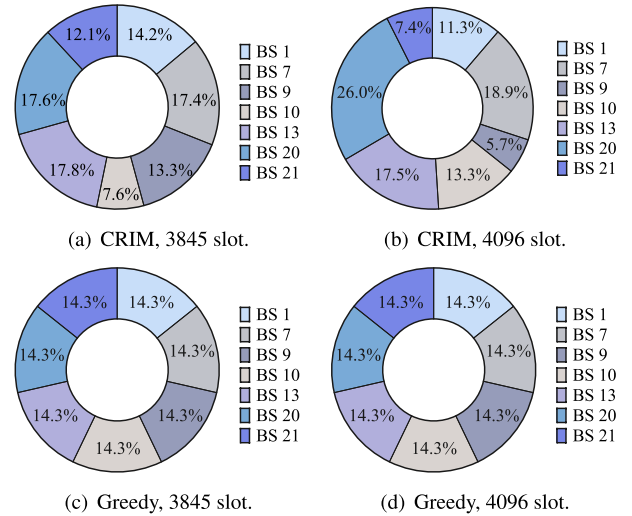 12.1%
14.2%
17.6%
17.4%
17.8%
13.3%
7.6%
BS 1
BS 7
BS 9
BS 10
BS 13
BS 20
BS 21
(a) CRIM, 3845 slot.
7.4%
11.3%
26.0%
18.9%
5.7%
17.5%
13.3%
BS 1
BS 7
BS 9
BS 10
BS 13
BS 20
BS 21
(b) CRIM, 4096 slot.
14.3%
14.3%
14.3%
14.3%
14.3%
14.3%
14.3%
BS 1
BS 7
BS 9
BS 10
BS 13
BS 20
BS 21
(c) Greedy, 3845 slot.
14.3%
14.3%
14.3%
14.3%
14.3%
14.3%
14.3%
BS 1
BS 7
BS 9
BS 10
BS 13
BS 20
BS 21
(d) Greedy, 4096 slot.